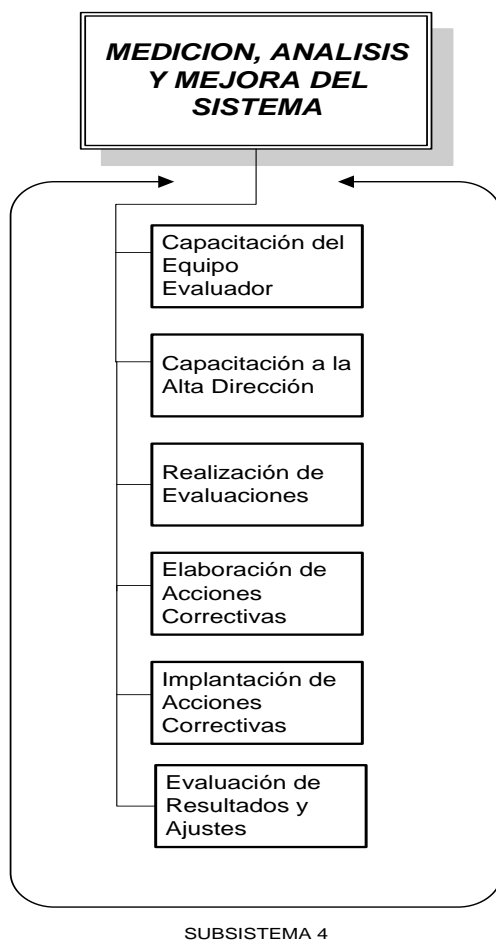 MEDICION, ANALISIS
Y MEJORA DEL
SISTEMA
Capacitación del
Equipo
Evaluador
Capacitación a la
Alta Dirección
Realización de
Evaluaciones
Elaboración de
Acciones
Correctivas
Implantación de
Acciones
Correctivas
Evaluación de
Resultados y
Ajustes
SUBSISTEMA 4